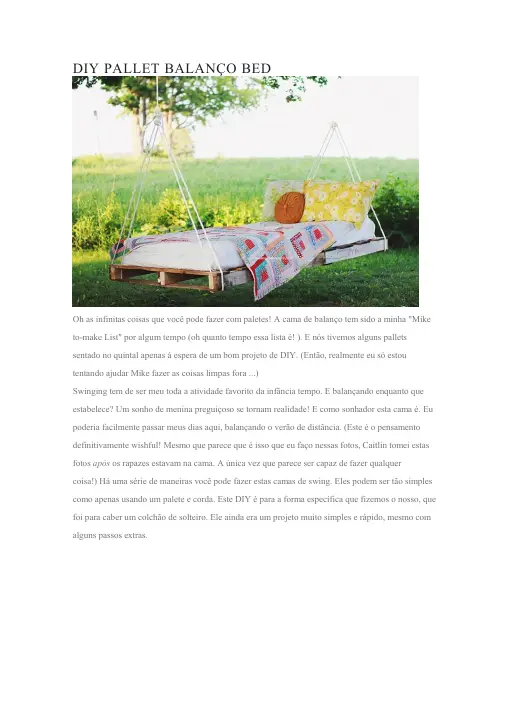 DIY PALLET BALANÇO BED
Oh as infinitas coisas que você pode fazer com paletes! A cama de balanço tem sido a minha "Mike
to-make List" por algum tempo (oh quanto tempo essa lista é! ). E nós tivemos alguns pallets
sentado no quintal apenas à espera de um bom projeto de DIY. (Então, realmente eu só estou
tentando ajudar Mike fazer as coisas limpas fora ...)
Swinging tem de ser meu toda a atividade favorito da infância tempo. E balançando enquanto que
estabelece? Um sonho de menina preguiçoso se tornam realidade! E como sonhador esta cama é. Eu
poderia facilmente passar meus dias aqui, balançando o verão de distância. (Este é o pensamento
definitivamente wishful! Mesmo que parece que é isso que eu faço nessas fotos, Caitlin tomei estas
fotos após os rapazes estavam na cama. A única vez que parece ser capaz de fazer qualquer
coisa!) Há uma série de maneiras você pode fazer estas camas de swing. Eles podem ser tão simples
como apenas usando um palete e corda. Este DIY é para a forma específica que fizemos o nosso, que
foi para caber um colchão de solteiro. Ele ainda era um projeto muito simples e rápido, mesmo com
alguns passos extras.